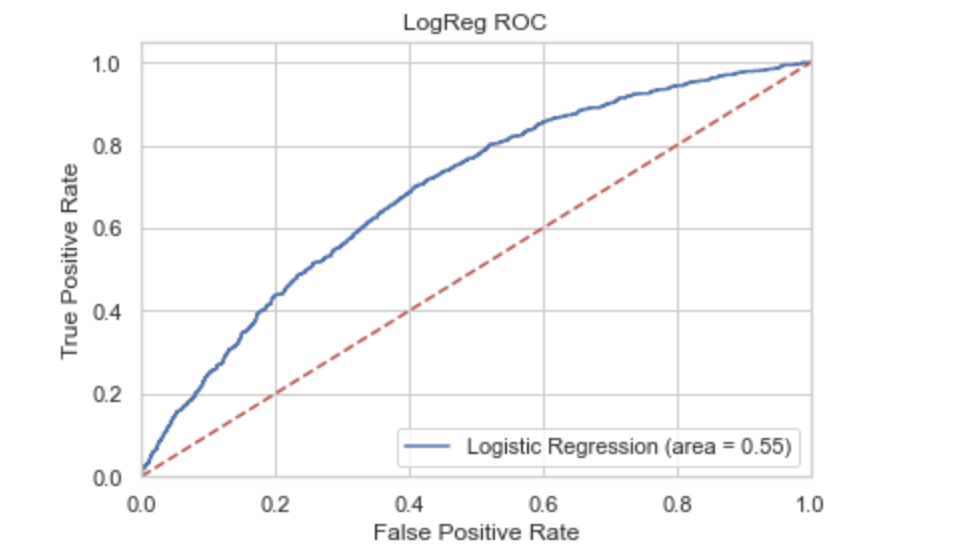 LogReg ROC
1.0
0.8
0.6
0.4
0.2
0.0
True Positive Rate
Logistic Regression (area = 0.55)
0.0 0.2 0.4 0.6 0.8 1.0
False Positive Rate